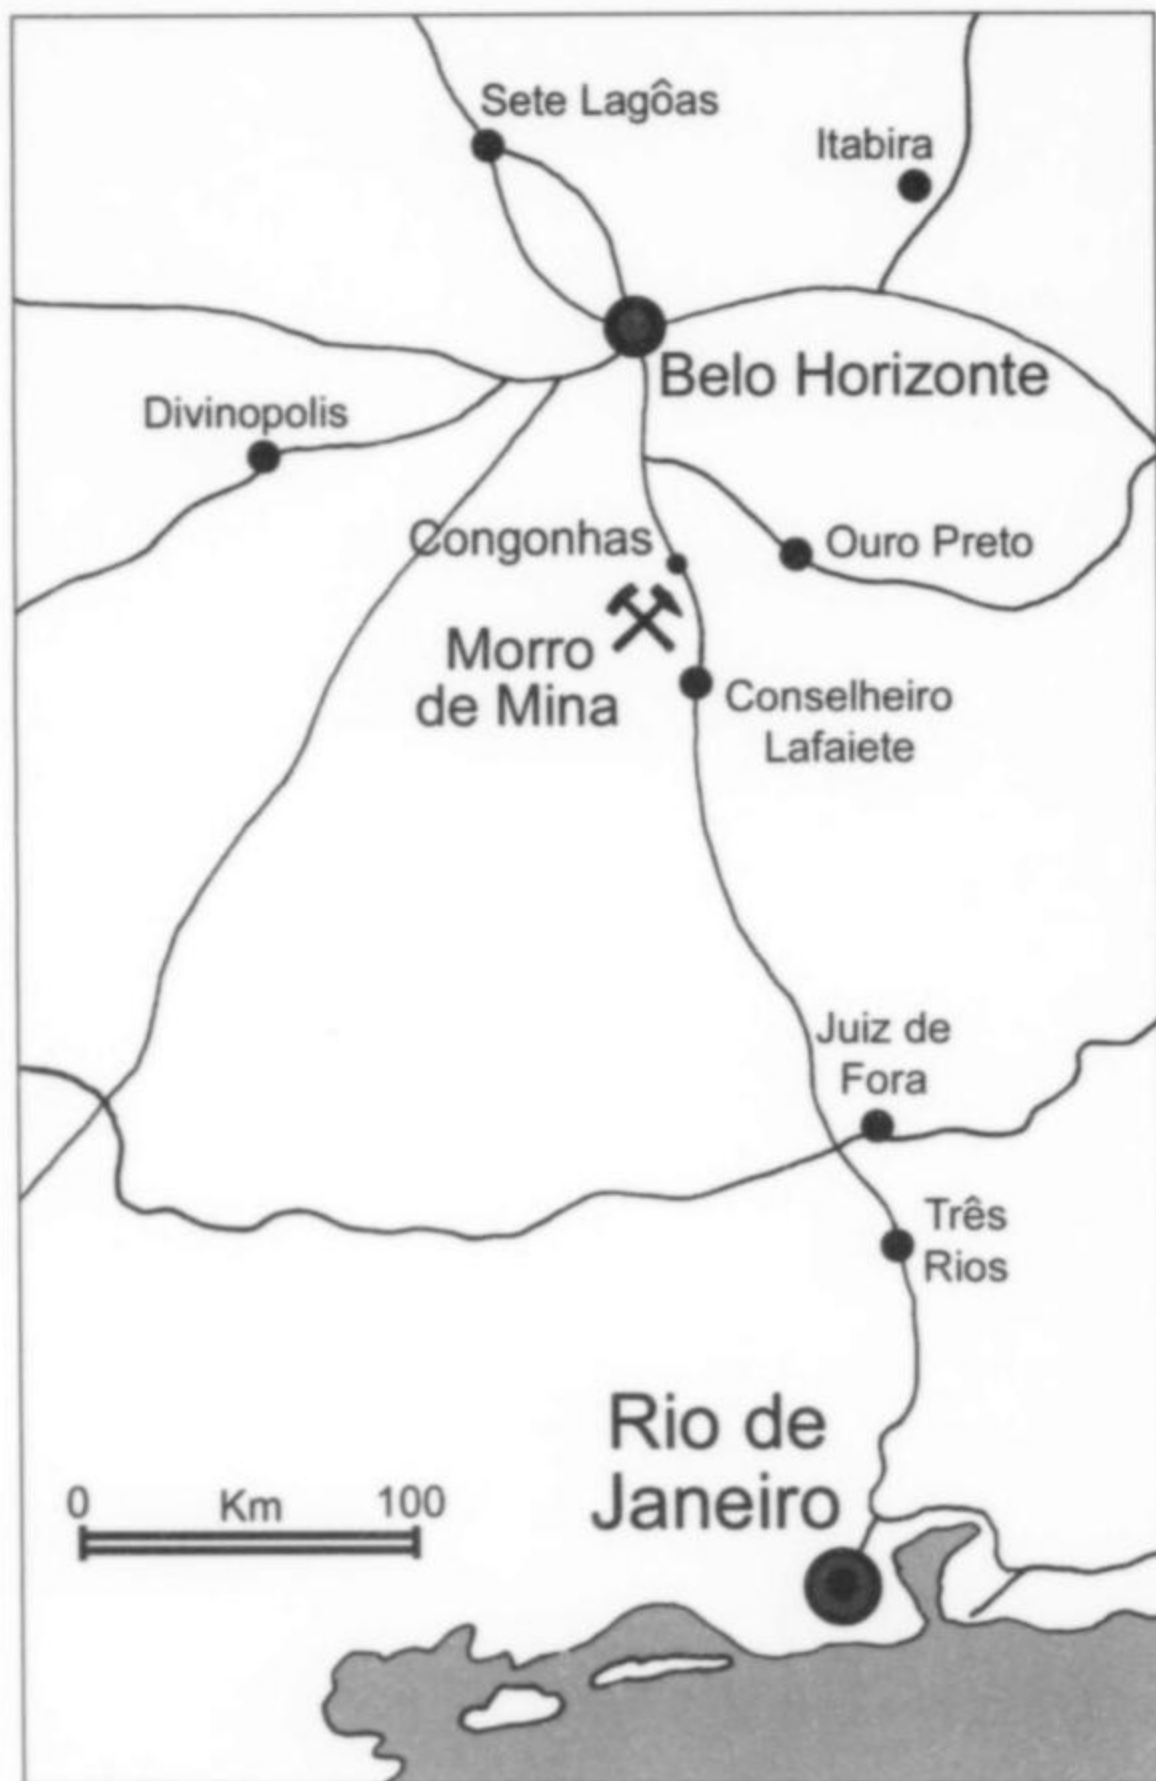 Sete Lagôas
Itabira
Belo Horizonte
Divinopolis
Congonhas
Ouro Preto
Morro
de Mina
Conselheiro
Lafaiete
Juiz de
Fora
Três
Rios
Rio de
Janeiro
0 Km 100